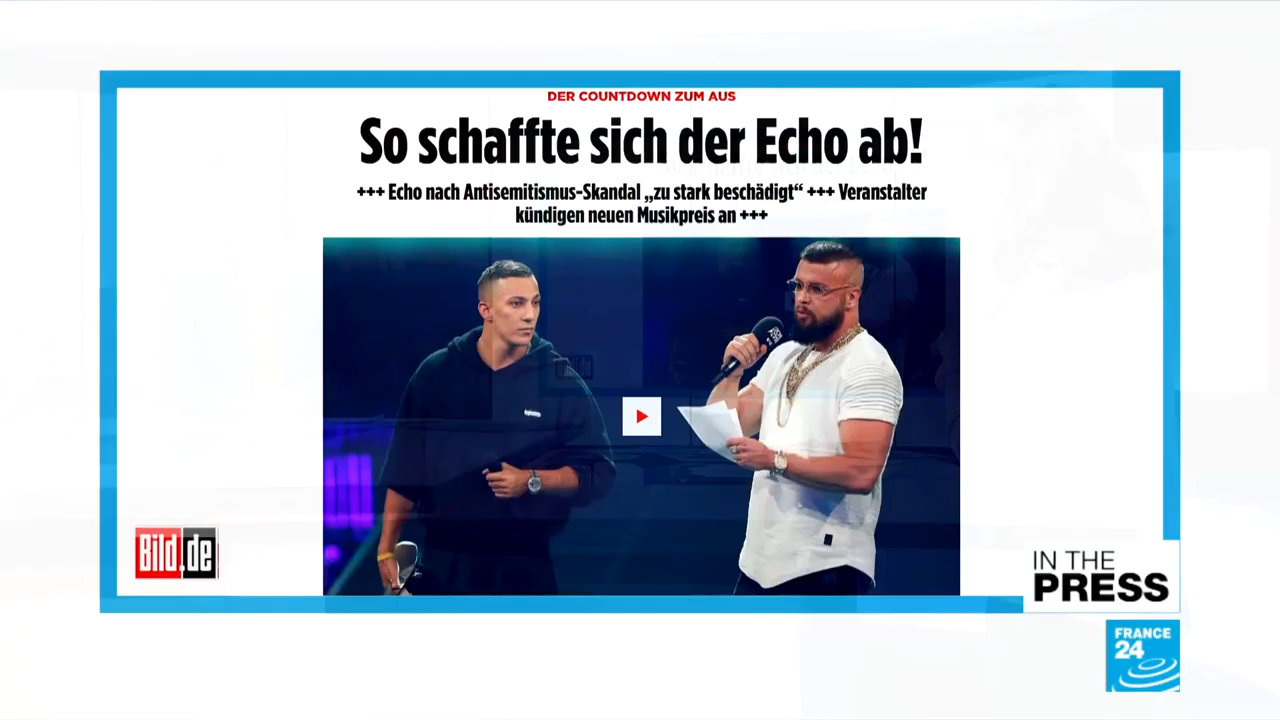 DER COUNTDOWN ZUM AUS
So schaffte sich der Echo ab!
+++ Echo nach Antisemitismus-Skandal „zu stark beschädigt“ +++ Veranstalter
kündigen neuen Musikpreis an +++
Bild.de
IN THE
PRESS
FRANCE
24